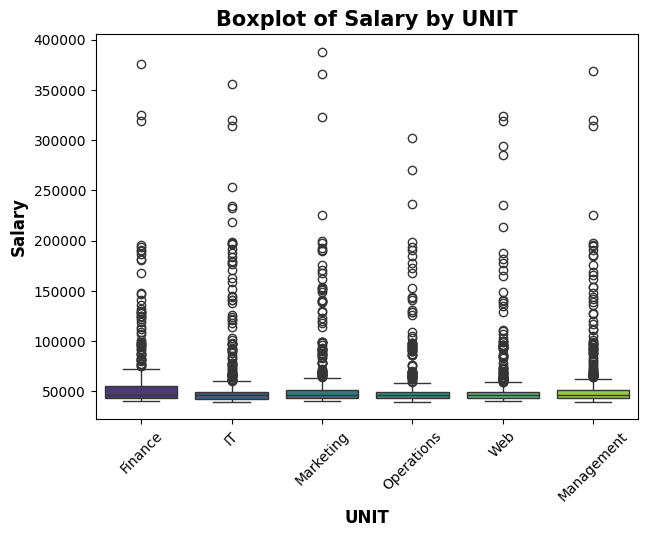 Boxplot of Salary by UNIT
400000
350000
300000
250000
200000
150000
100000
50000
Salary
Finance
IT
Marketing
Operations
Web
Management
UNIT